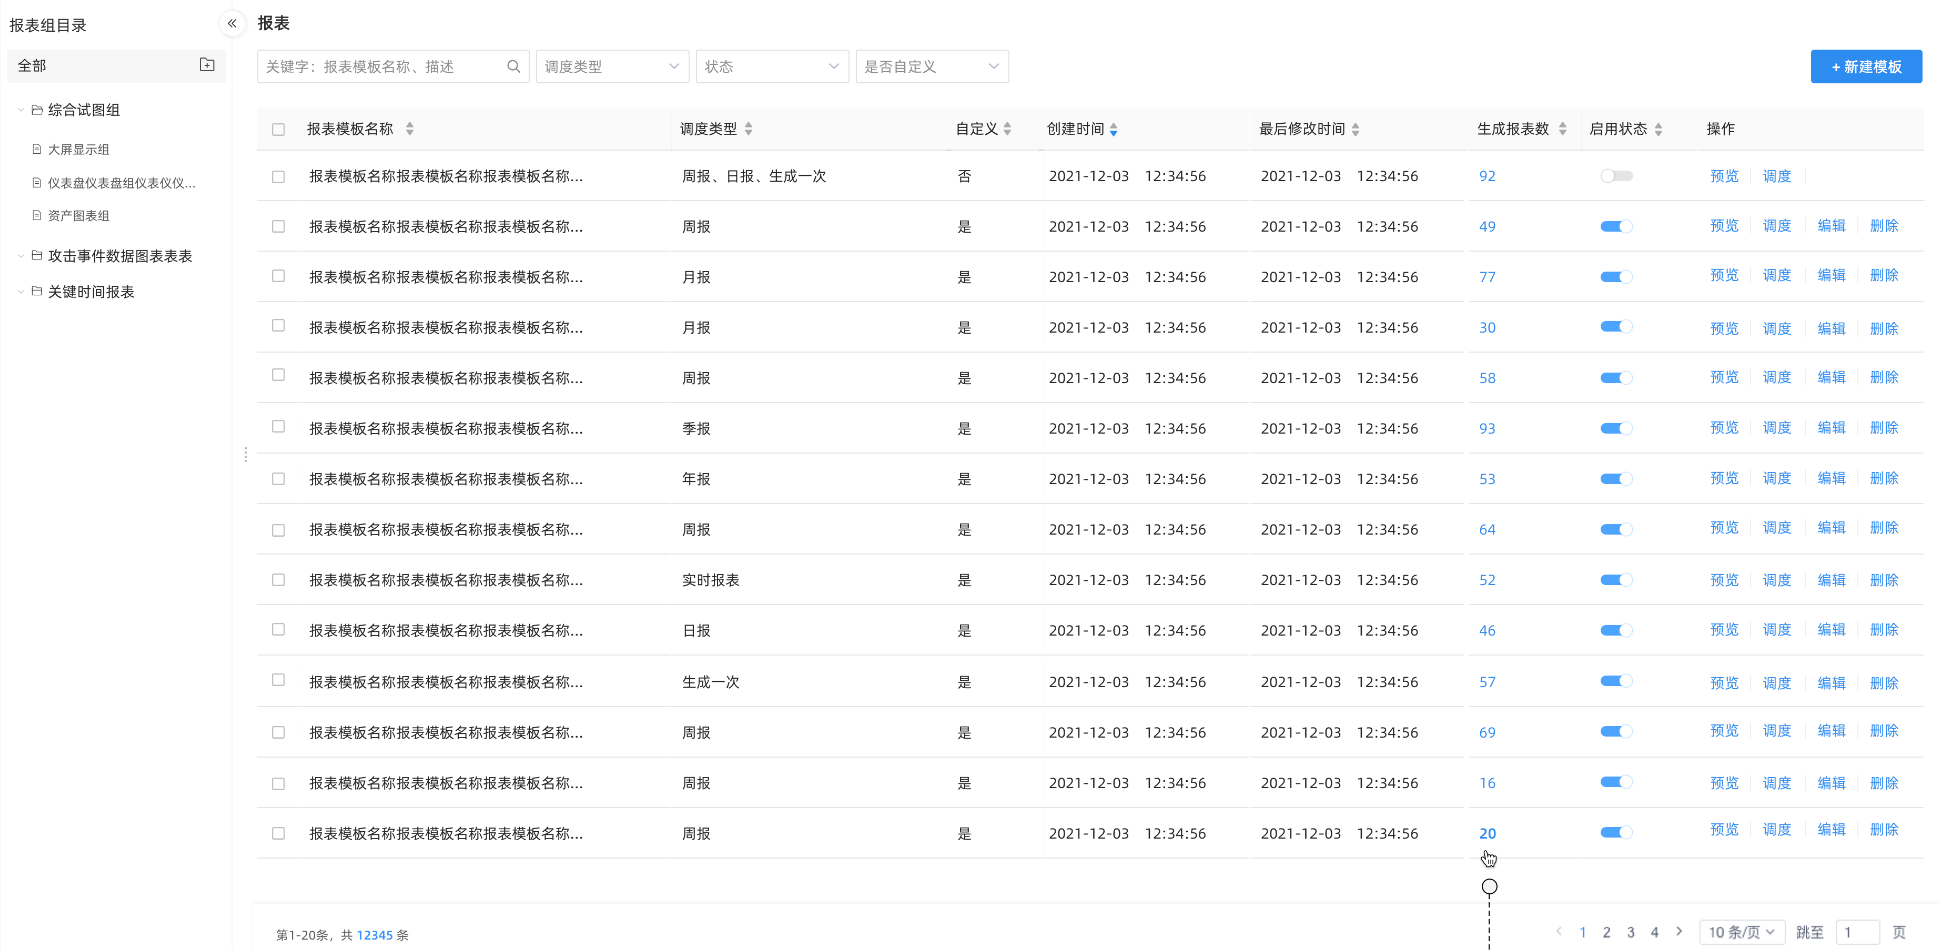 报表组目录
全部
综合试图组
大屏显示组
仪表盘仪表盘组仪表仪仪...
资产图表组
攻击事件数据图表表表
关键时间报表
报表
关键字：报表模板名称、描述 调度类型 状态 是否自定义 + 新建模板
报表模板名称 调度类型 自定义 创建时间 最后修改时间 生成报表数 启用状态 操作
报表模板名称报表模板名称报表模板名称... 周报、日报、生成一次 否 2021-12-03 12:34:56 2021-12-03 12:34:56 92 预览 调度
报表模板名称报表模板名称报表模板名称... 周报 是 2021-12-03 12:34:56 2021-12-03 12:34:56 49 预览 调度 编辑 删除
报表模板名称报表模板名称报表模板名称... 月报 是 2021-12-03 12:34:56 2021-12-03 12:34:56 77 预览 调度 编辑 删除
报表模板名称报表模板名称报表模板名称... 月报 是 2021-12-03 12:34:56 2021-12-03 12:34:56 30 预览 调度 编辑 删除
报表模板名称报表模板名称报表模板名称... 周报 是 2021-12-03 12:34:56 2021-12-03 12:34:56 58 预览 调度 编辑 删除
报表模板名称报表模板名称报表模板名称... 季报 是 2021-12-03 12:34:56 2021-12-03 12:34:56 93 预览 调度 编辑 删除
报表模板名称报表模板名称报表模板名称... 年报 是 2021-12-03 12:34:56 2021-12-03 12:34:56 53 预览 调度 编辑 删除
报表模板名称报表模板名称报表模板名称... 周报 是 2021-12-03 12:34:56 2021-12-03 12:34:56 64 预览 调度 编辑 删除
报表模板名称报表模板名称报表模板名称... 实时报表 是 2021-12-03 12:34:56 2021-12-03 12:34:56 52 预览 调度 编辑 删除
报表模板名称报表模板名称报表模板名称... 日报 是 2021-12-03 12:34:56 2021-12-03 12:34:56 46 预览 调度 编辑 删除
报表模板名称报表模板名称报表模板名称... 生成一次 是 2021-12-03 12:34:56 2021-12-03 12:34:56 57 预览 调度 编辑 删除
报表模板名称报表模板名称报表模板名称... 周报 是 2021-12-03 12:34:56 2021-12-03 12:34:56 69 预览 调度 编辑 删除
报表模板名称报表模板名称报表模板名称... 周报 是 2021-12-03 12:34:56 2021-12-03 12:34:56 16 预览 调度 编辑 删除
报表模板名称报表模板名称报表模板名称... 周报 是 2021-12-03 12:34:56 2021-12-03 12:34:56 20 预览 调度 编辑 删除
第1-20条，共 12345 条 1 2 3 4 10 条/页 跳至 1 页